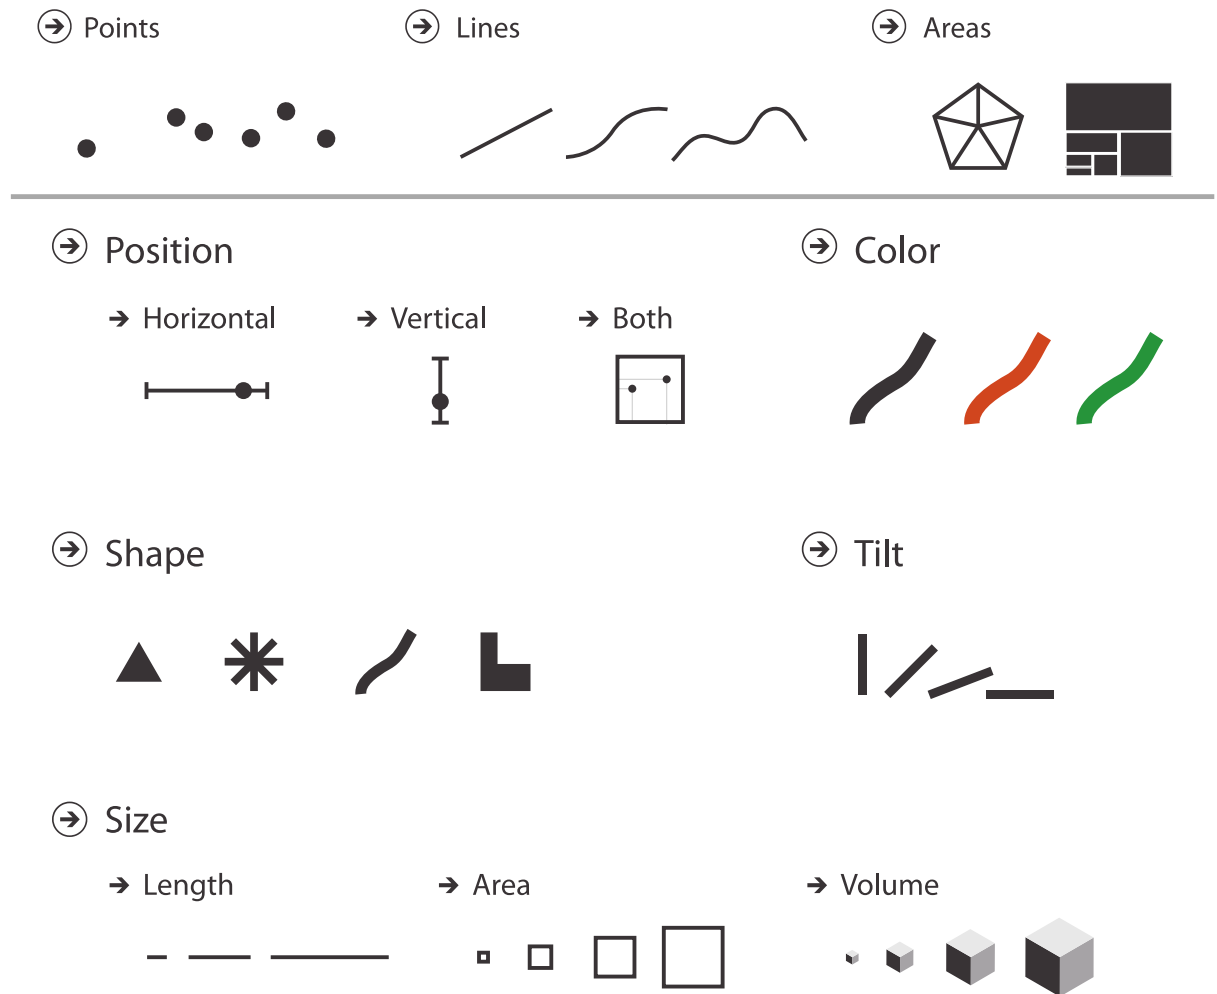 Points
Lines
Areas
Position
Color
Horizontal
Vertical
Both
Shape
Tilt
Size
Length
Area
Volume